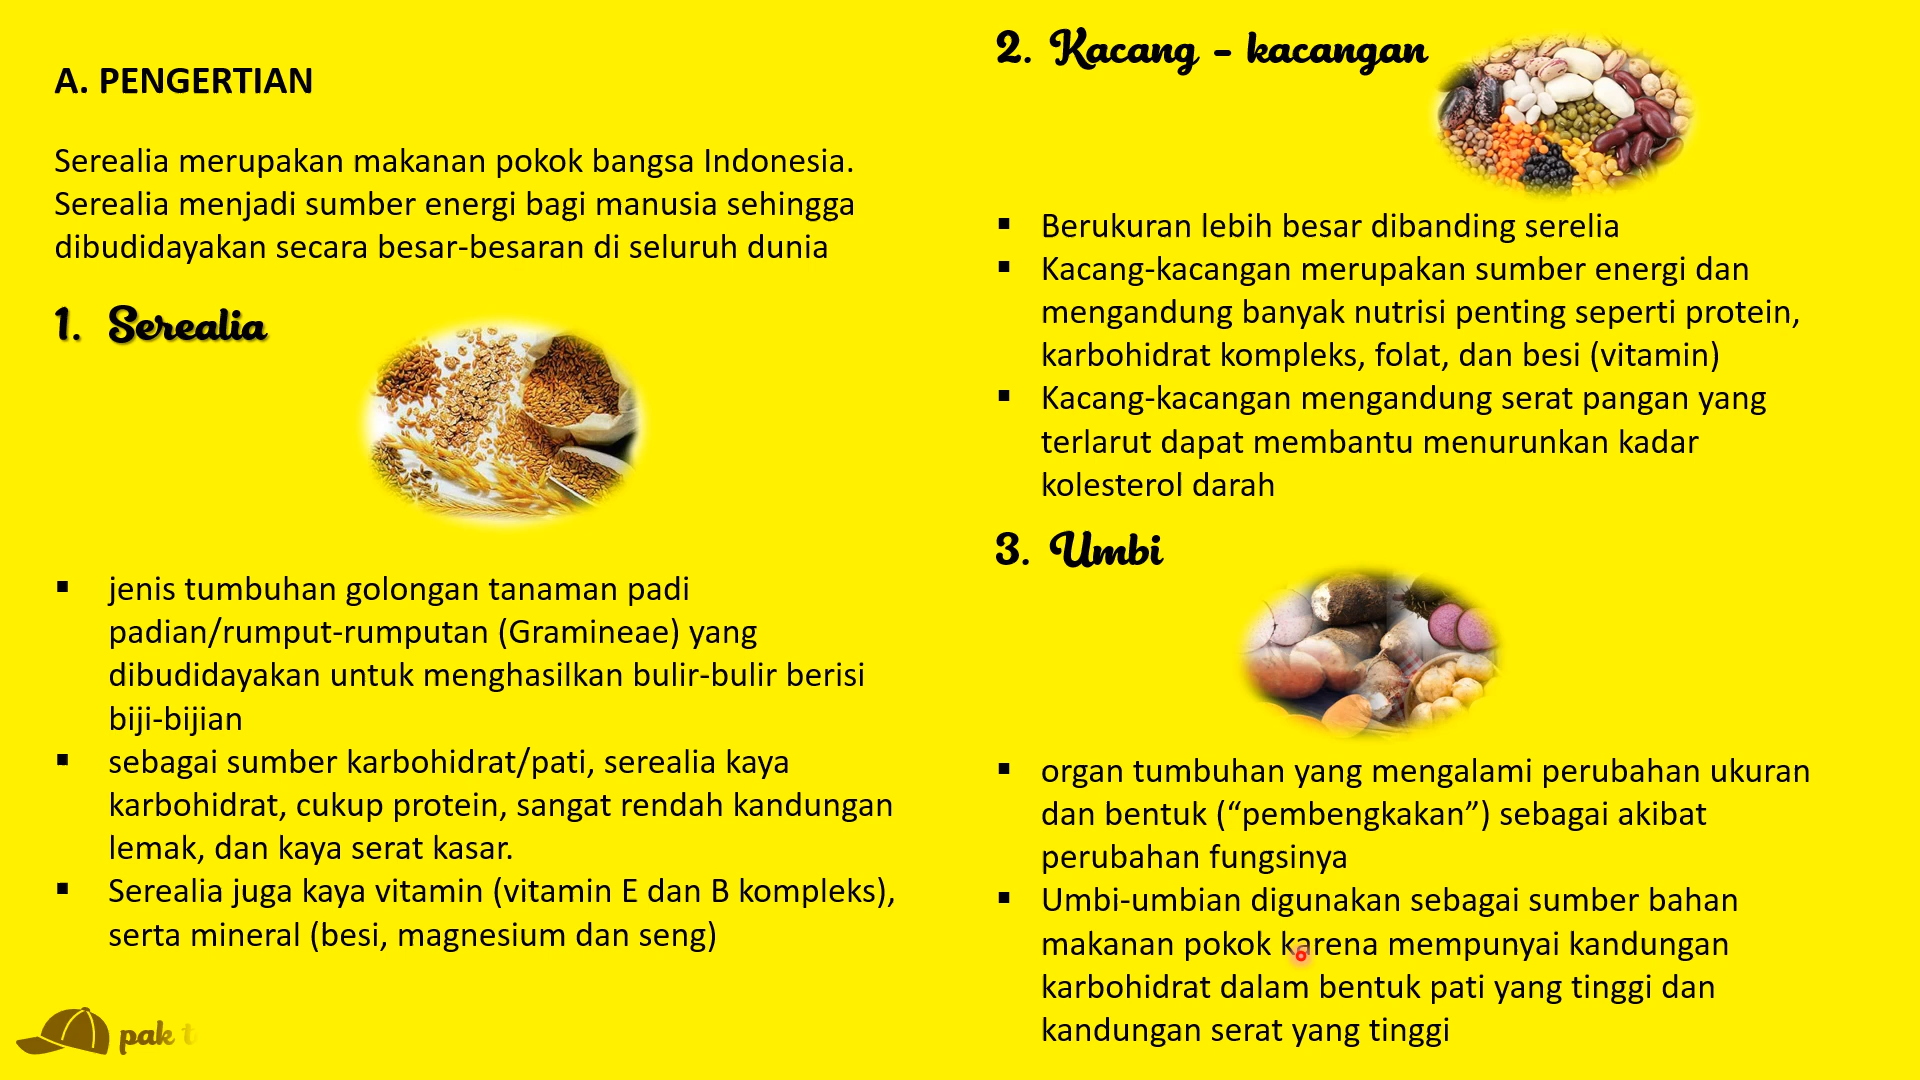 A. PENGERTIAN
Serealia merupakan makanan pokok bangsa Indonesia.
Serealia menjadi sumber energi bagi manusia sehingga
dibudidayakan secara besar-besaran di seluruh dunia
1. Serealia
▪ jenis tumbuhan golongan tanaman padi
padian/rumput-rumputan (Gramineae) yang
dibudidayakan untuk menghasilkan bulir-bulir berisi
biji-bijian
▪ sebagai sumber karbohidrat/pati, serealia kaya
karbohidrat, cukup protein, sangat rendah kandungan
lemak, dan kaya serat kasar.
▪ Serealia juga kaya vitamin (vitamin E dan B kompleks),
serta mineral (besi, magnesium dan seng)
pak t
2. Kacang – kacangan
▪ Berukuran lebih besar dibanding serelia
▪ Kacang-kacangan merupakan sumber energi dan
mengandung banyak nutrisi penting seperti protein,
karbohidrat kompleks, folat, dan besi (vitamin)
▪ Kacang-kacangan mengandung serat pangan yang
terlarut dapat membantu menurunkan kadar
kolesterol darah
3. Umbi
▪ organ tumbuhan yang mengalami perubahan ukuran
dan bentuk (“pembengkakan”) sebagai akibat
perubahan fungsinya
▪ Umbi-umbian digunakan sebagai sumber bahan
makanan pokok karena mempunyai kandungan
karbohidrat dalam bentuk pati yang tinggi dan
kandungan serat yang tinggi